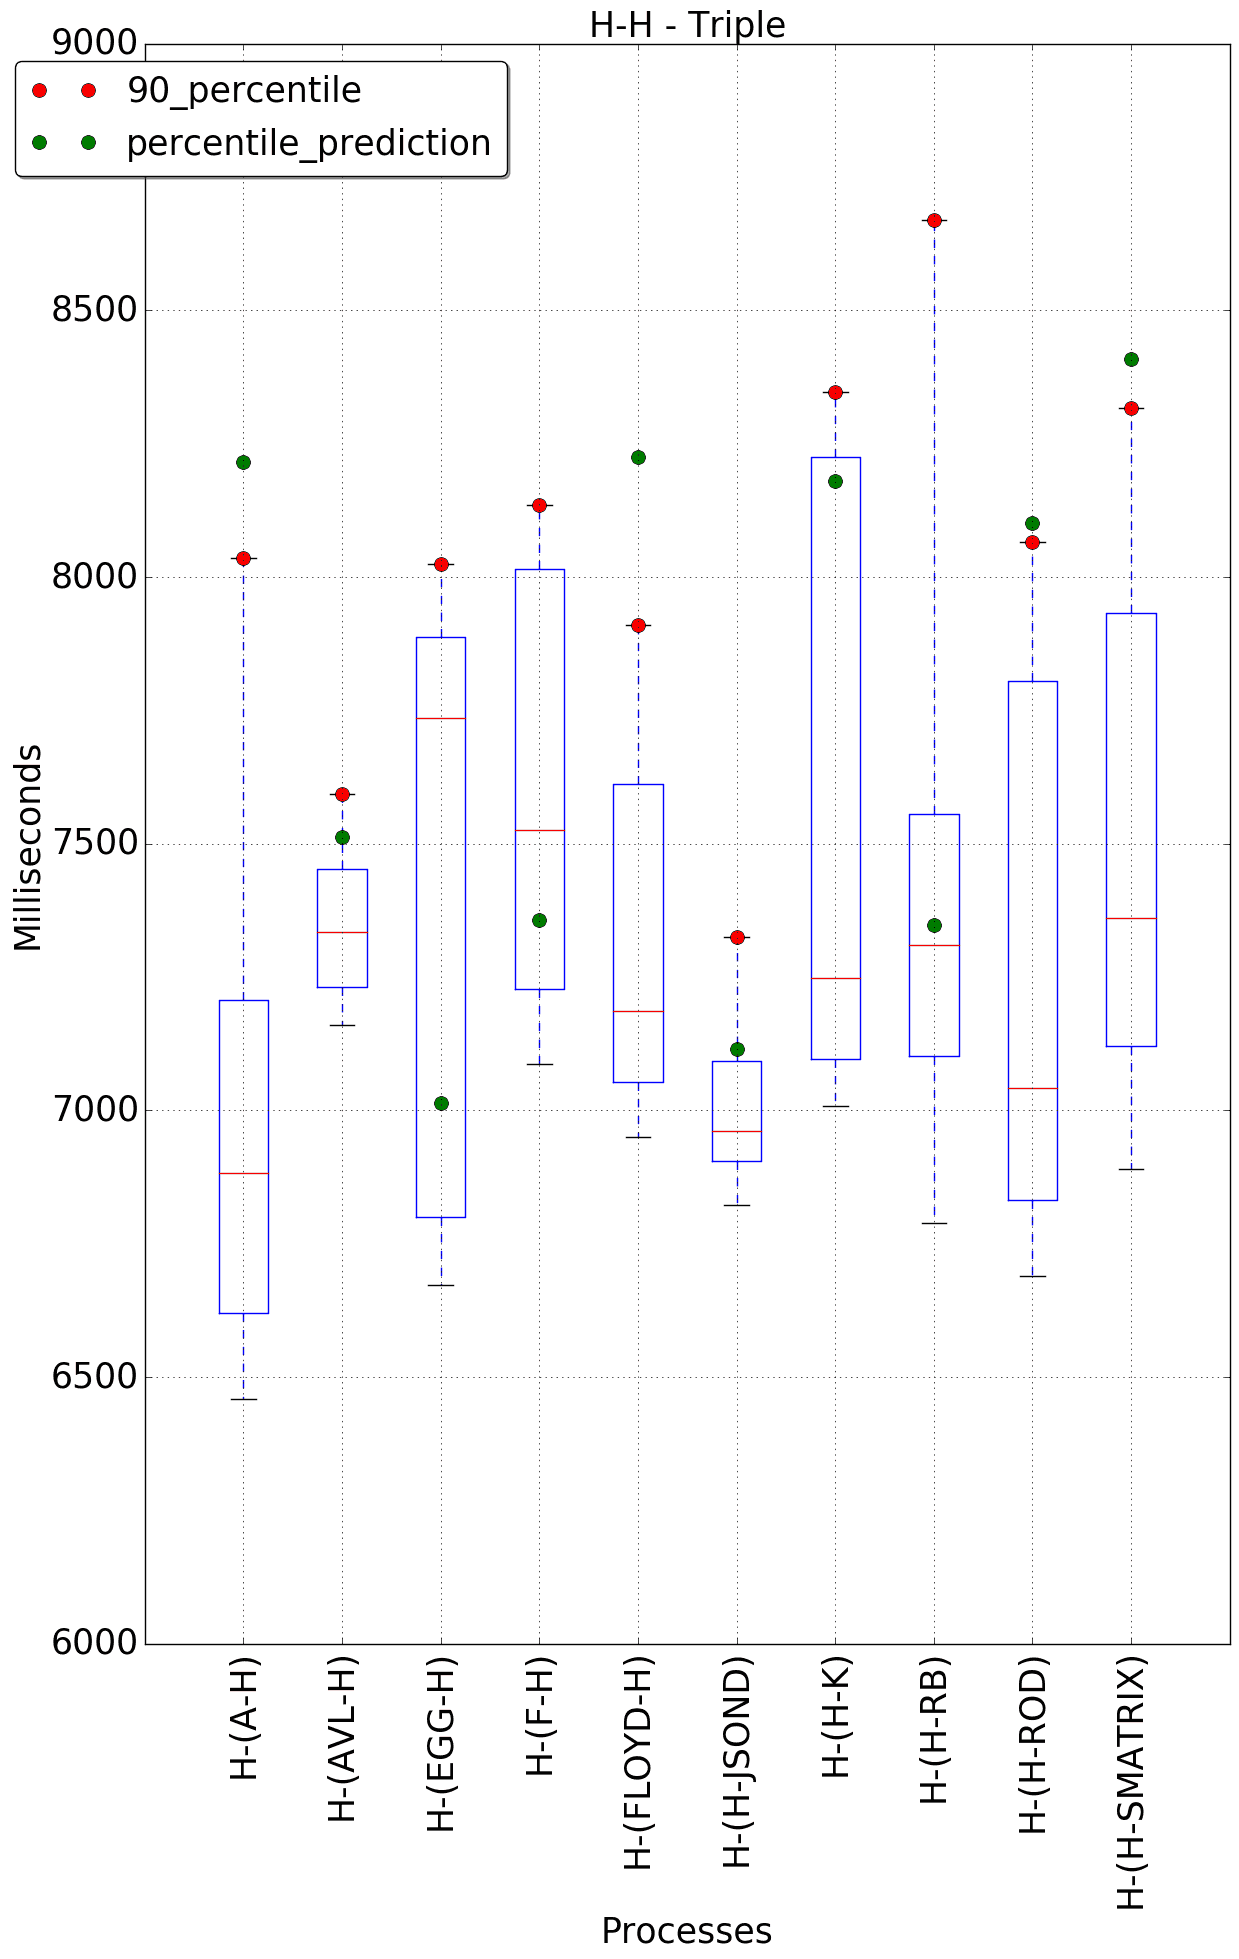 H-H - Triple
90_percentile
percentile_prediction
9000
8500
8000
7500
7000
6500
6000
Milliseconds
H-(A-H)
H-(AVL-H)
H-(EGG-H)
H-(F-H)
H-(FLOYD-H)
H-(H-JSOND)
H-(H-K)
H-(H-RB)
H-(H-ROD)
H-(H-SMATRIX)
Processes